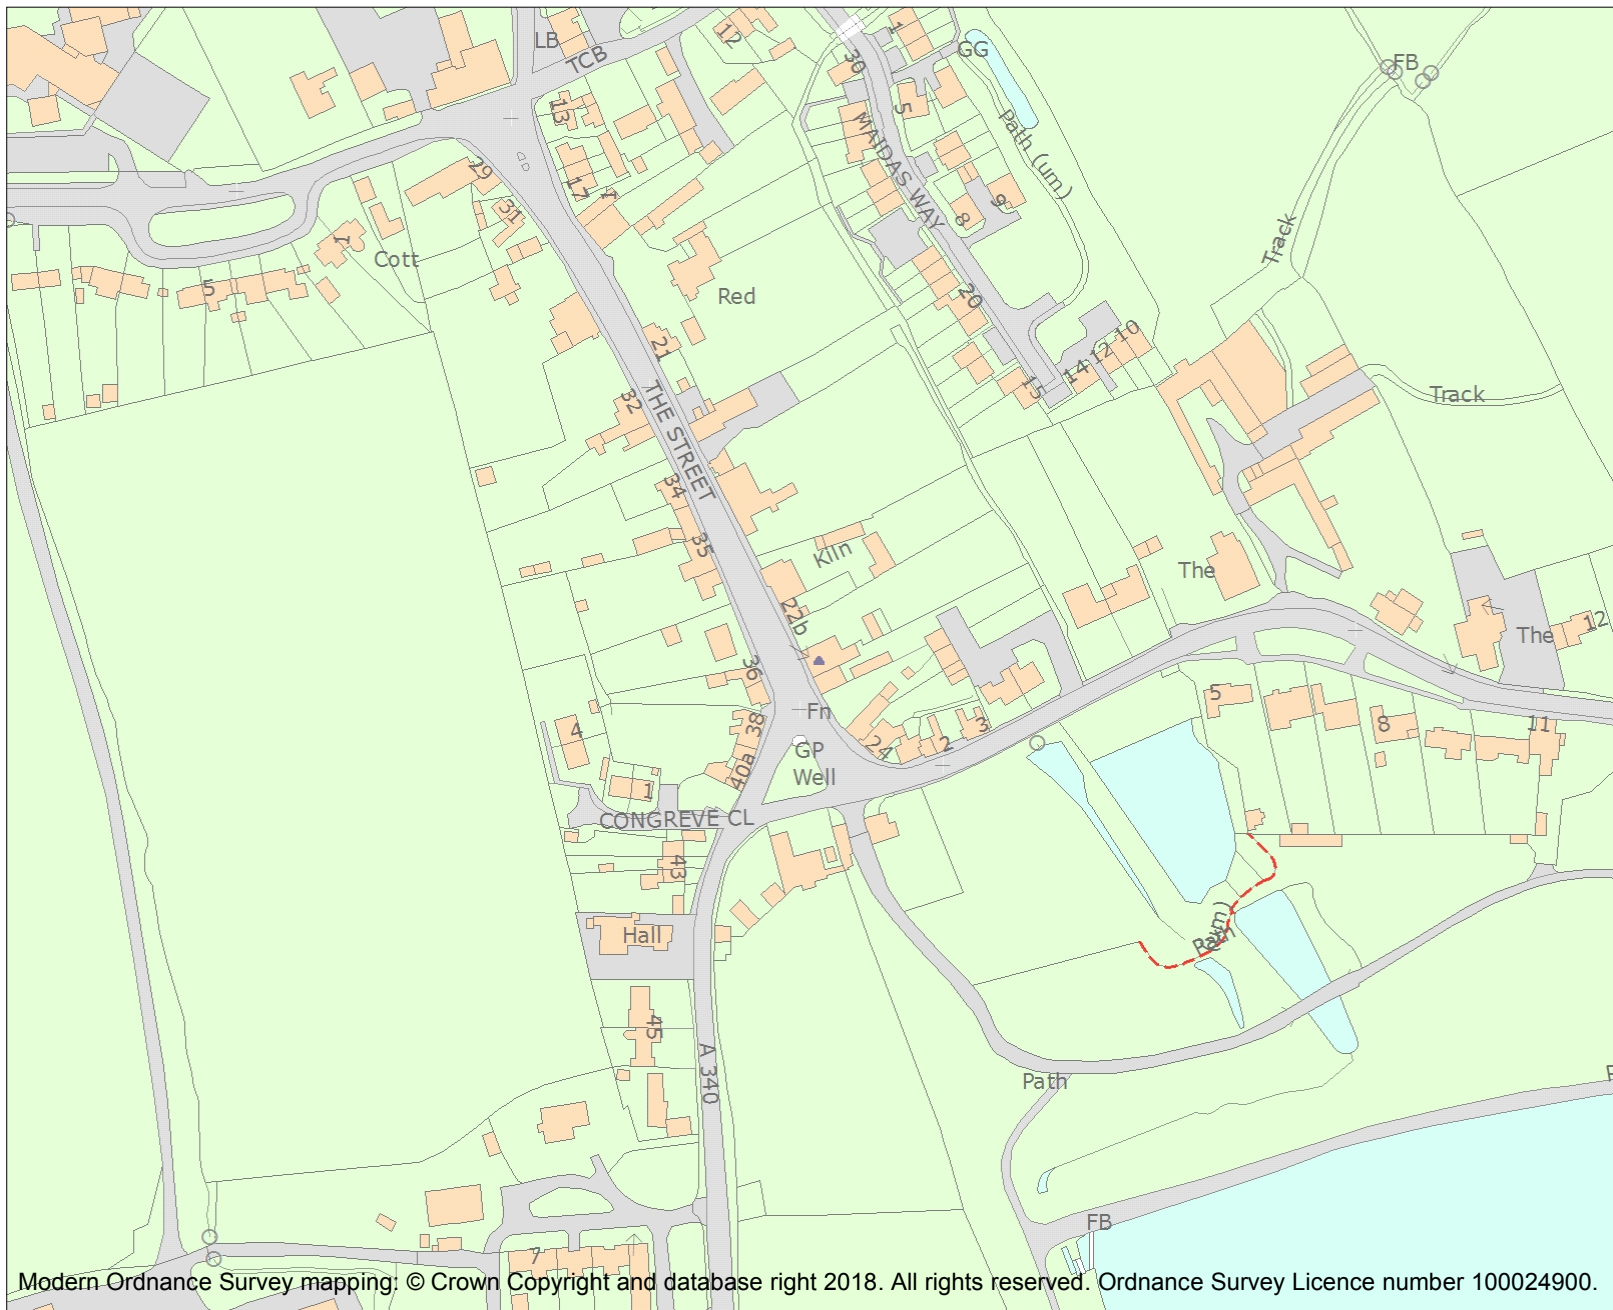 LB
TCB
12
1
GG
30
FB
13
5
MAIDAS WAY
Path (um)
29
17
1
31
9
8
1
Cott
Track
5
Red
20
21
10
12
14
15
32
Track
THE STREET
34
35
Kiln
The
22b
12
The
36
5
Fn
38
4
3
8
11
24
2
GP
40a
Well
1
CONGREVE CL
43
Hall
(um)
Path
45
A 340
Path
FB
7
Modern Ordnance Survey mapping: © Crown Copyright and database right 2018. All rights reserved. Ordnance Survey Licence number 100024900.